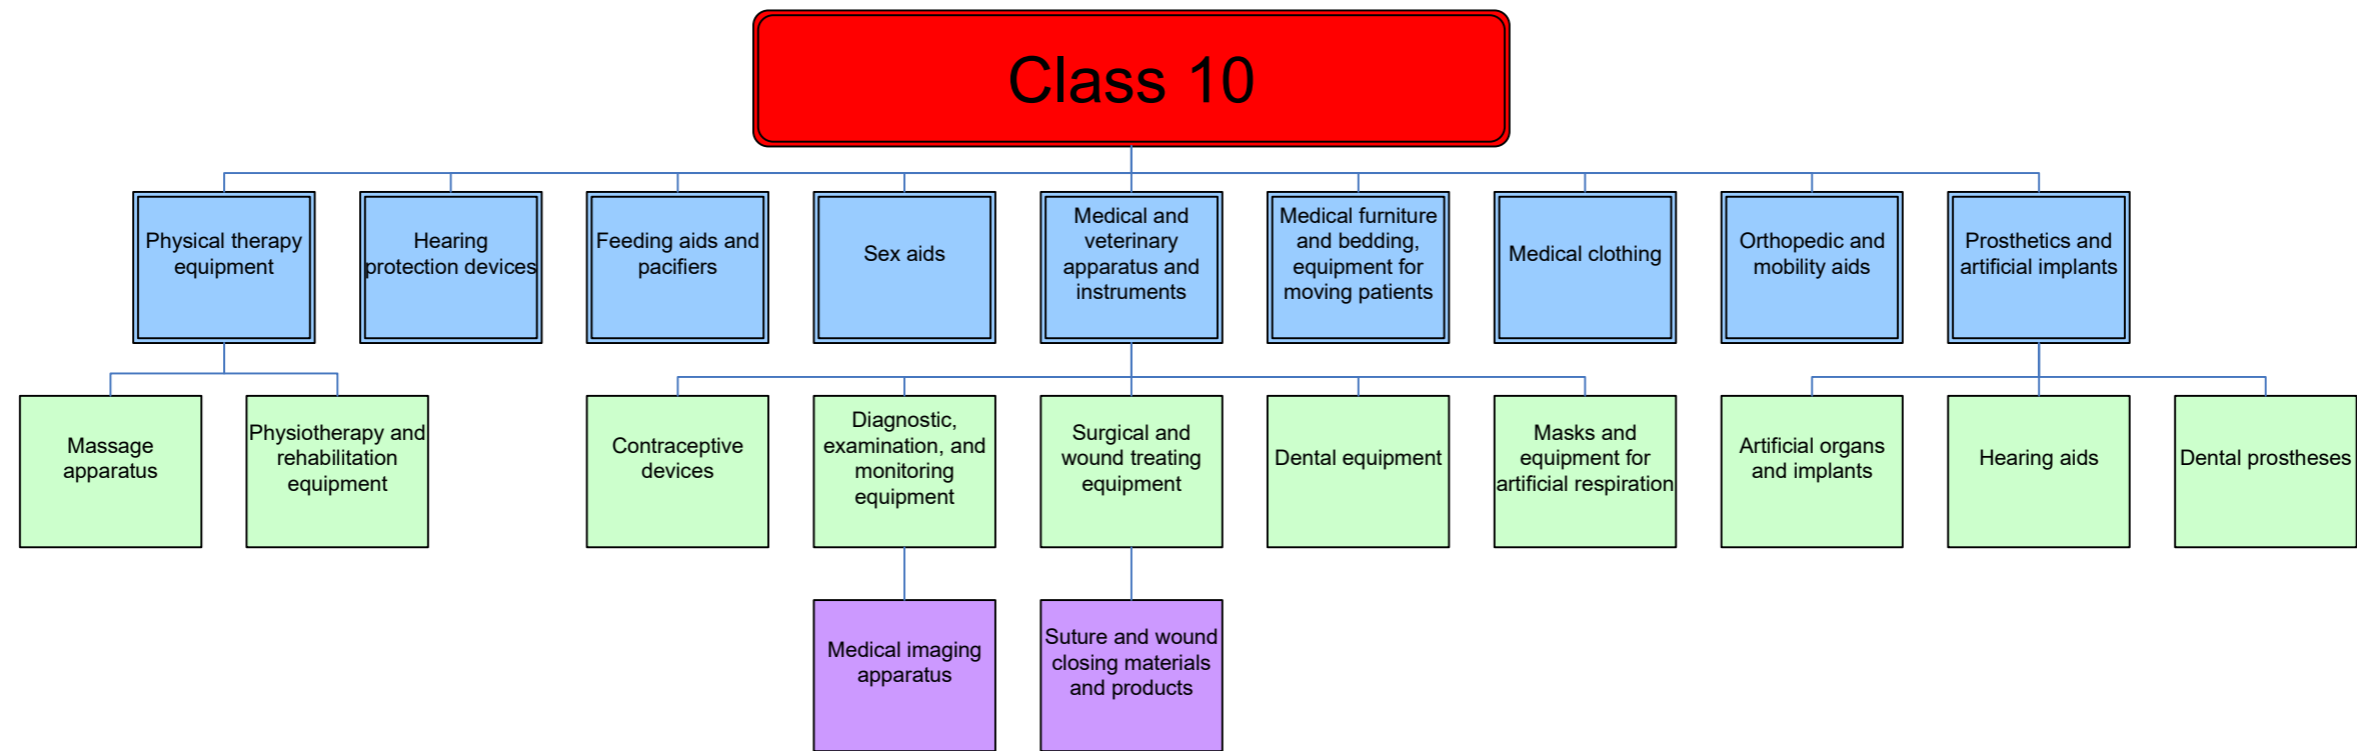 Class 10
Physical therapy
equipment
Hearing
protection devices
Feeding aids and
pacifiers
Sex aids
Medical and
veterinary
apparatus and
instruments
Medical furniture
and bedding,
equipment for
moving patients
Medical clothing
Orthopedic and
mobility aids
Prosthetics and
artificial implants
Massage
apparatus
Physiotherapy and
rehabilitation
equipment
Contraceptive
devices
Diagnostic,
examination, and
monitoring
equipment
Surgical and
wound treating
equipment
Dental equipment
Masks and
equipment for
artificial respiration
Artificial organs
and implants
Hearing aids
Dental prostheses
Medical imaging
apparatus
Suture and wound
closing materials
and products